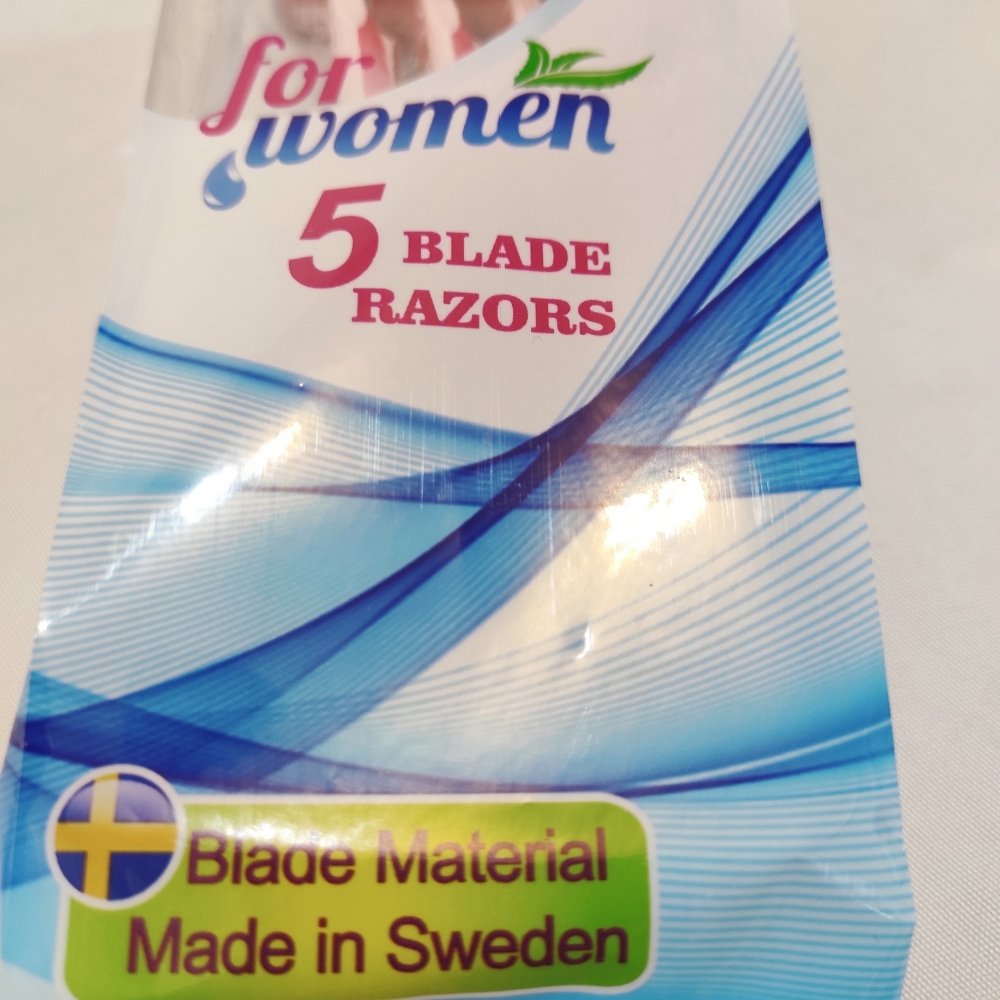 for
women
5 BLADE
RAZORS
Blade Material
Made in Sweden